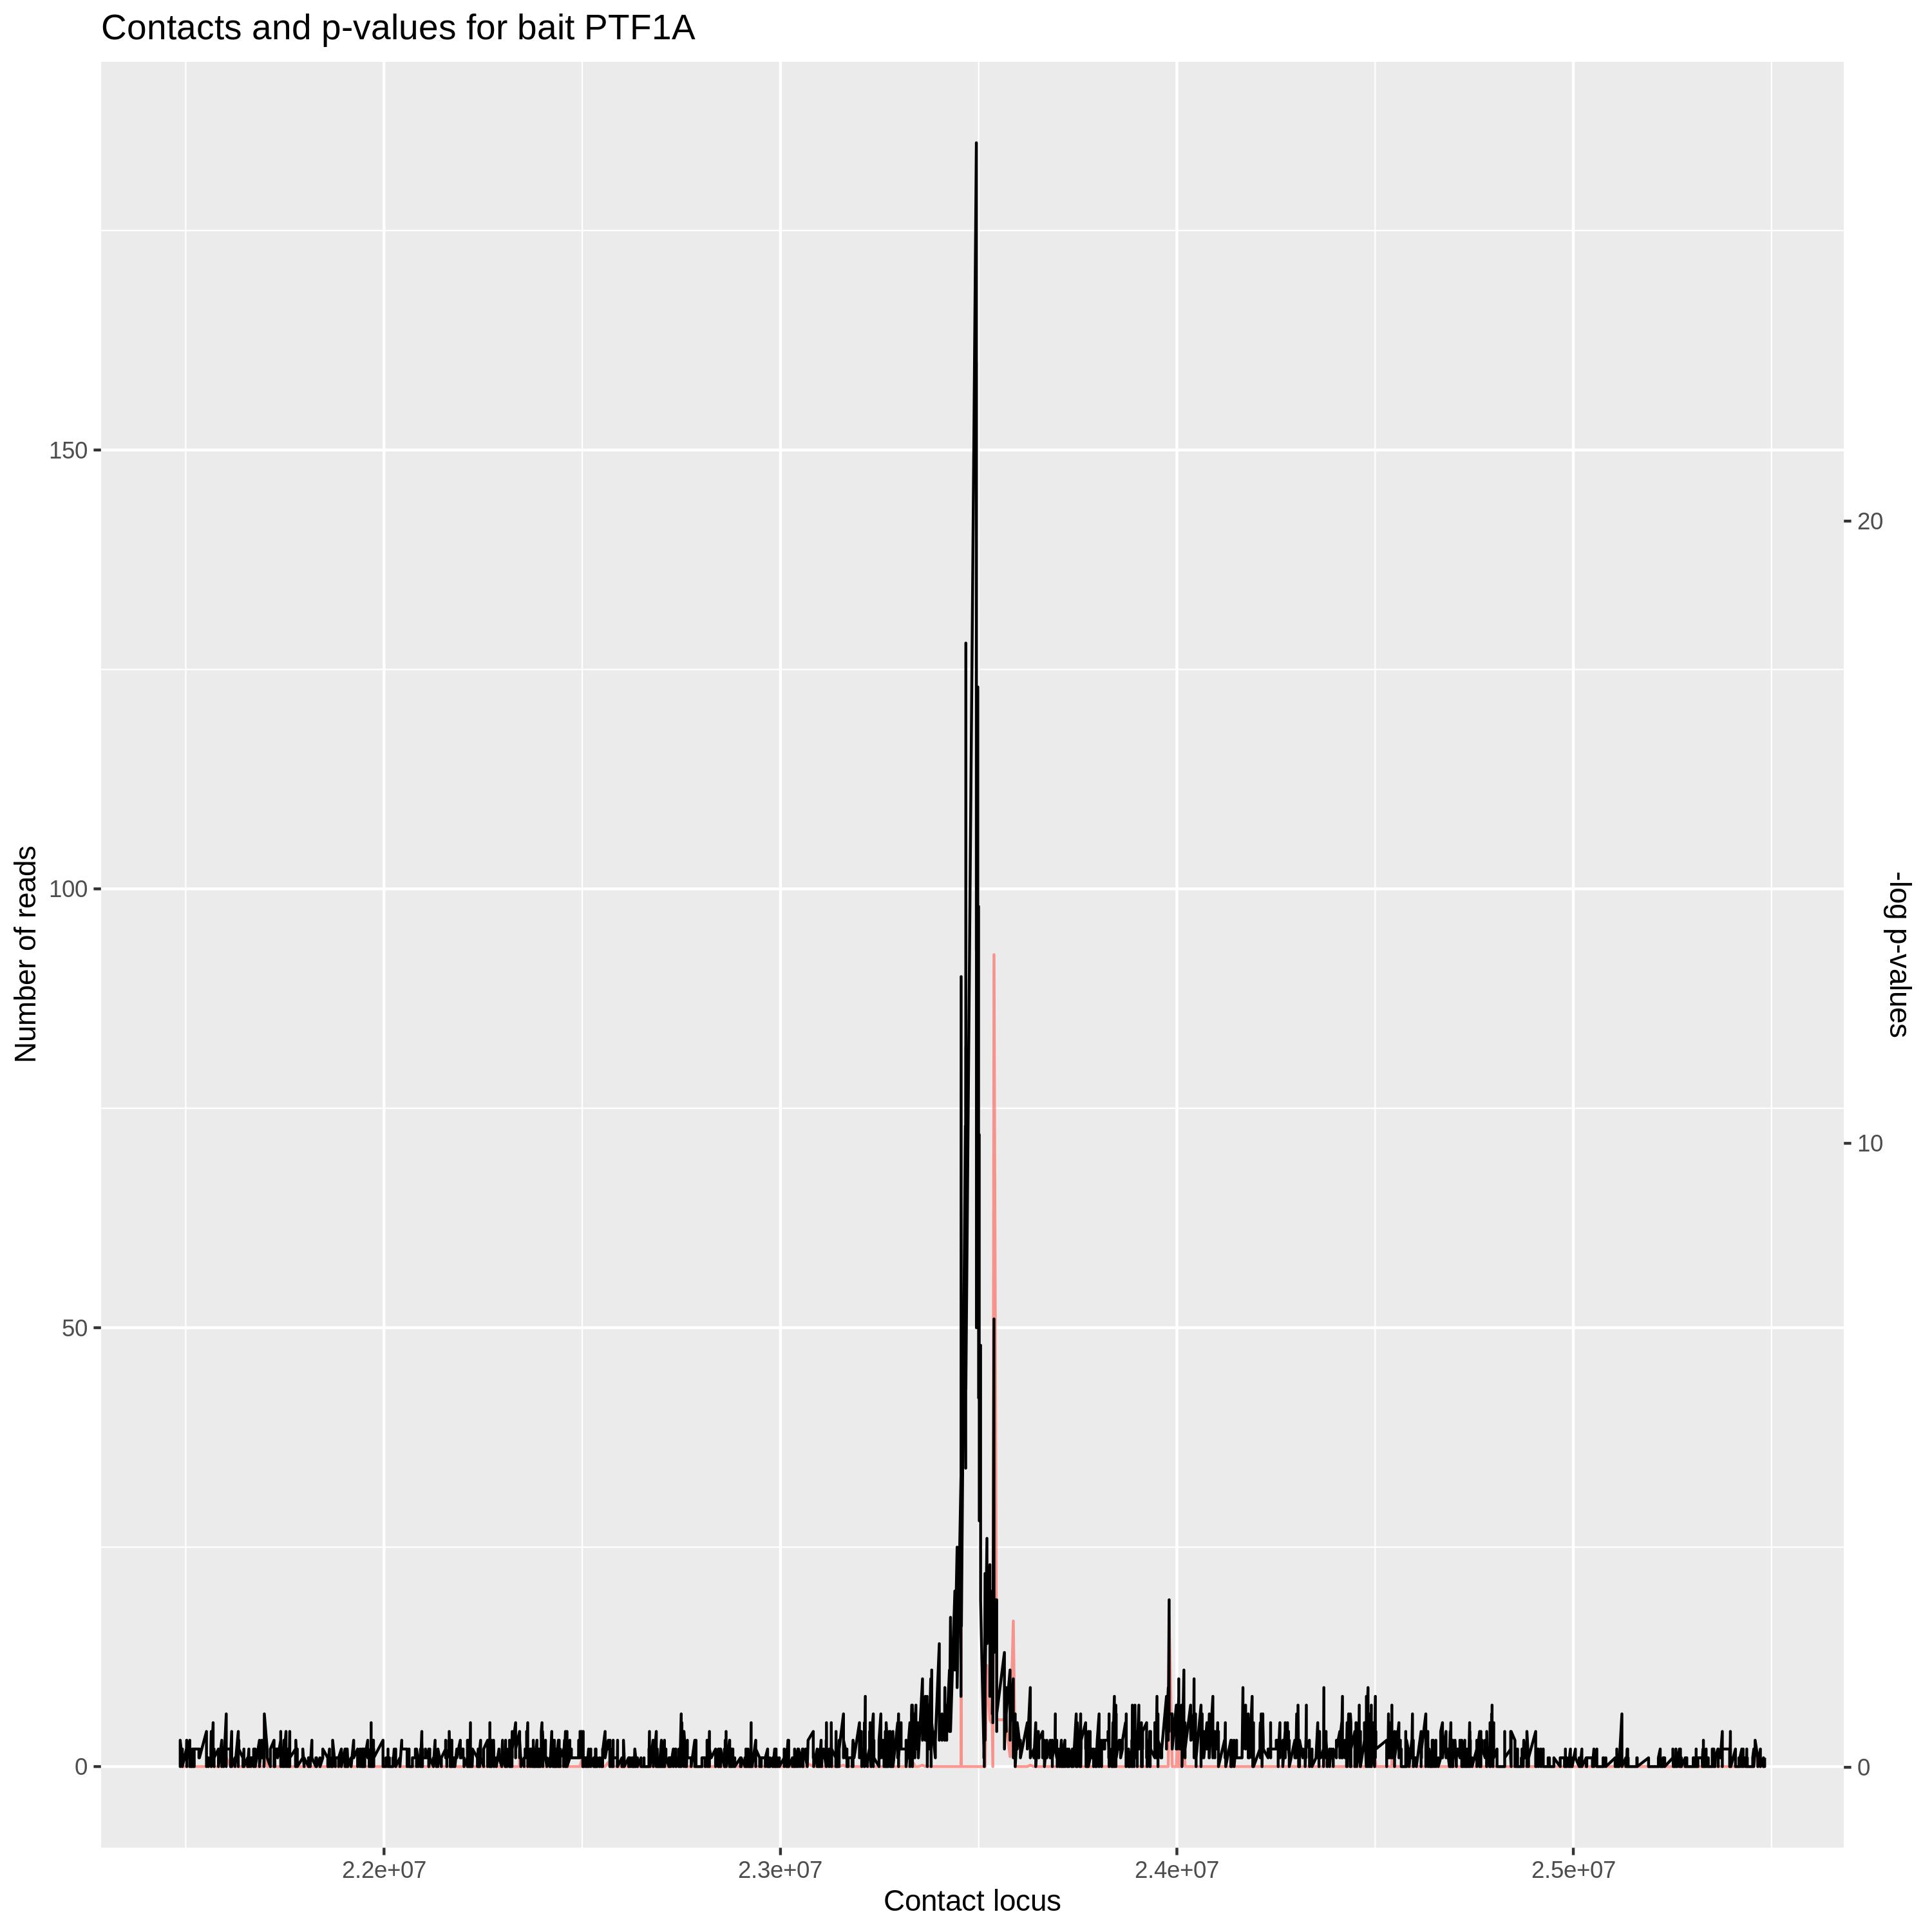 Contacts and p-values for bait PTF1A
150
100
50
0
Number of reads
20
10
0
-log p-values
2.2e+07
2.3e+07
2.4e+07
2.5e+07
Contact locus